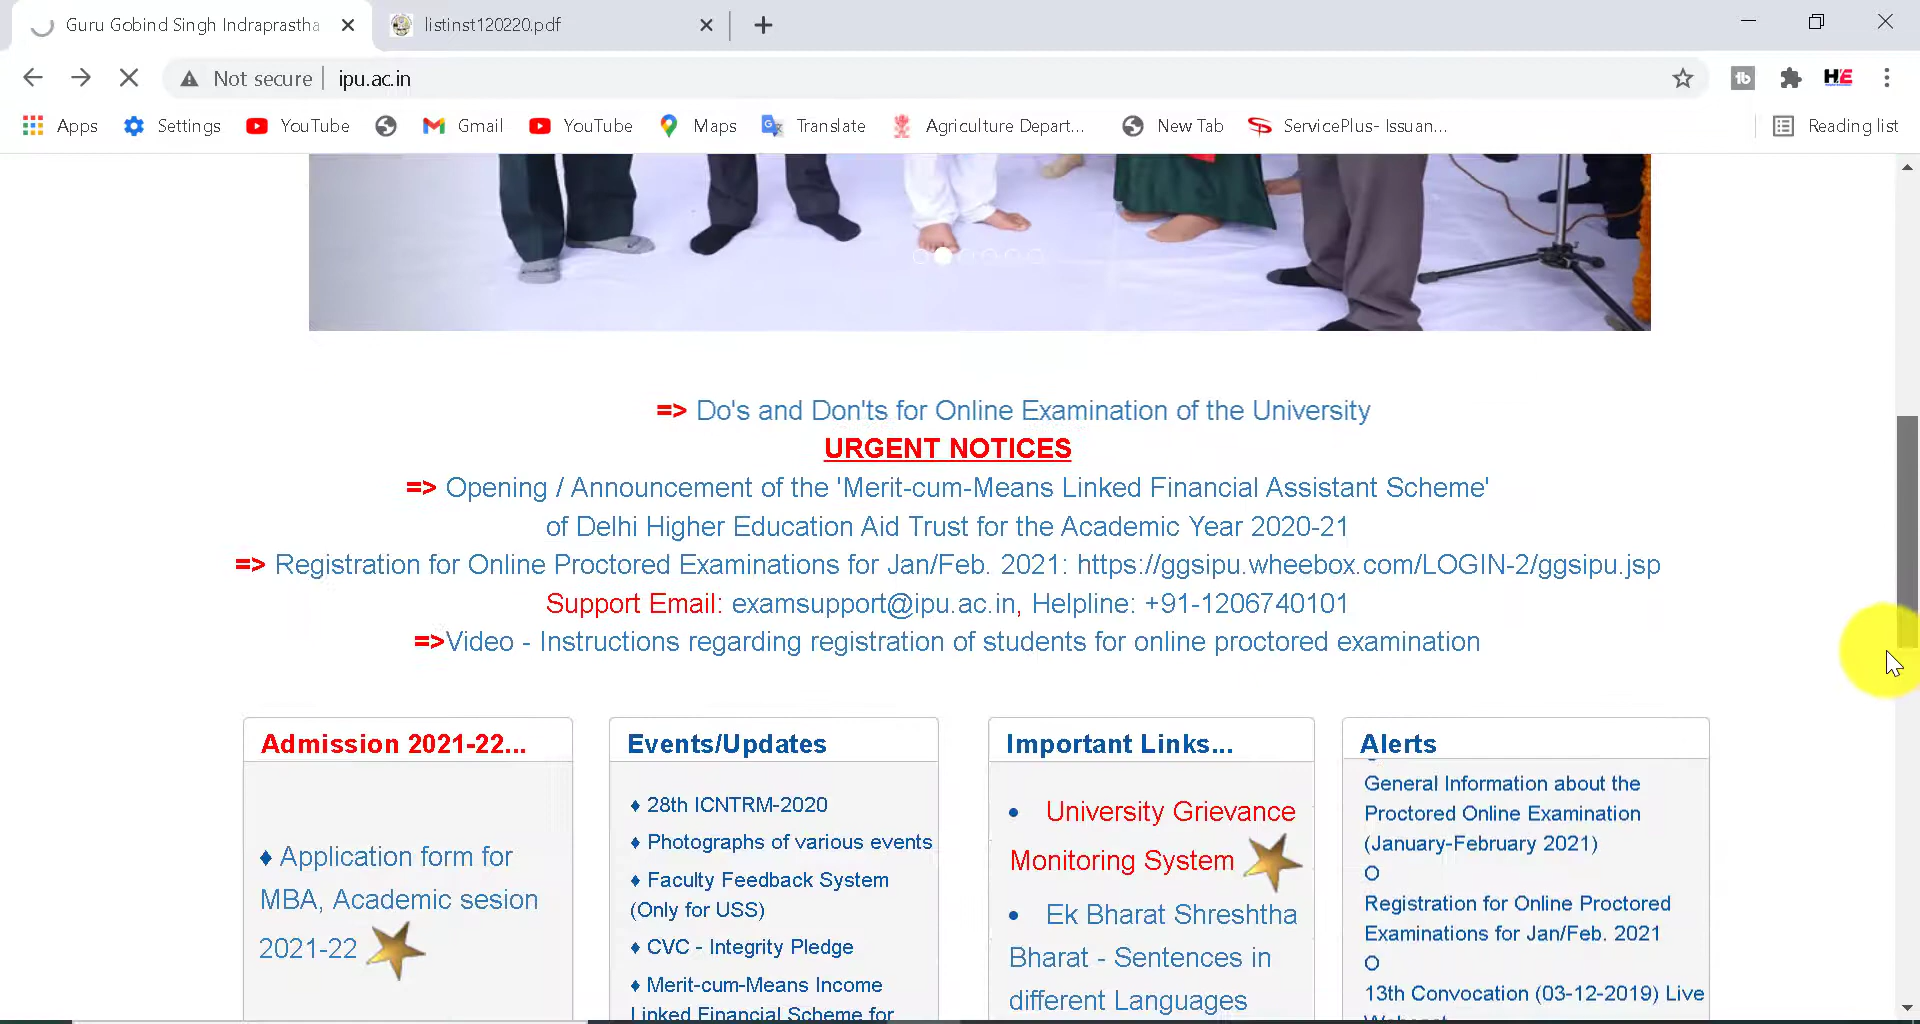 Guru Gobind Singh Indraprastha
listinst120220.pdf
Not secure
ipu.ac.in
Apps
Settings
YouTube
Gmail
YouTube
Maps
Translate
Agriculture Depart...
New Tab
ServicePlus- Issuan...
Reading list
=> Do's and Don'ts for Online Examination of the University
URGENT NOTICES
=> Opening / Announcement of the 'Merit-cum-Means Linked Financial Assistant Scheme'
of Delhi Higher Education Aid Trust for the Academic Year 2020-21
=> Registration for Online Proctored Examinations for Jan/Feb. 2021: https://ggsipu.wheebox.com/LOGIN-2/ggsipu.jsp
Support Email: examsupport@ipu.ac.in, Helpline: +91-1206740101
=>Video - Instructions regarding registration of students for online proctored examination
Admission 2021-22...
♦ Application form for
MBA, Academic sesion
2021-22
Events/Updates
♦ 28th ICNTRM-2020
♦ Photographs of various events
♦ Faculty Feedback System
(Only for USS)
♦ CVC - Integrity Pledge
♦ Merit-cum-Means Income
Linked Financial Scheme for
Important Links...
• University Grievance
Monitoring System
• Ek Bharat Shreshtha
Bharat - Sentences in
different Languages
Alerts
General Information about the
Proctored Online Examination
(January-February 2021)
O
Registration for Online Proctored
Examinations for Jan/Feb. 2021
O
13th Convocation (03-12-2019) Live